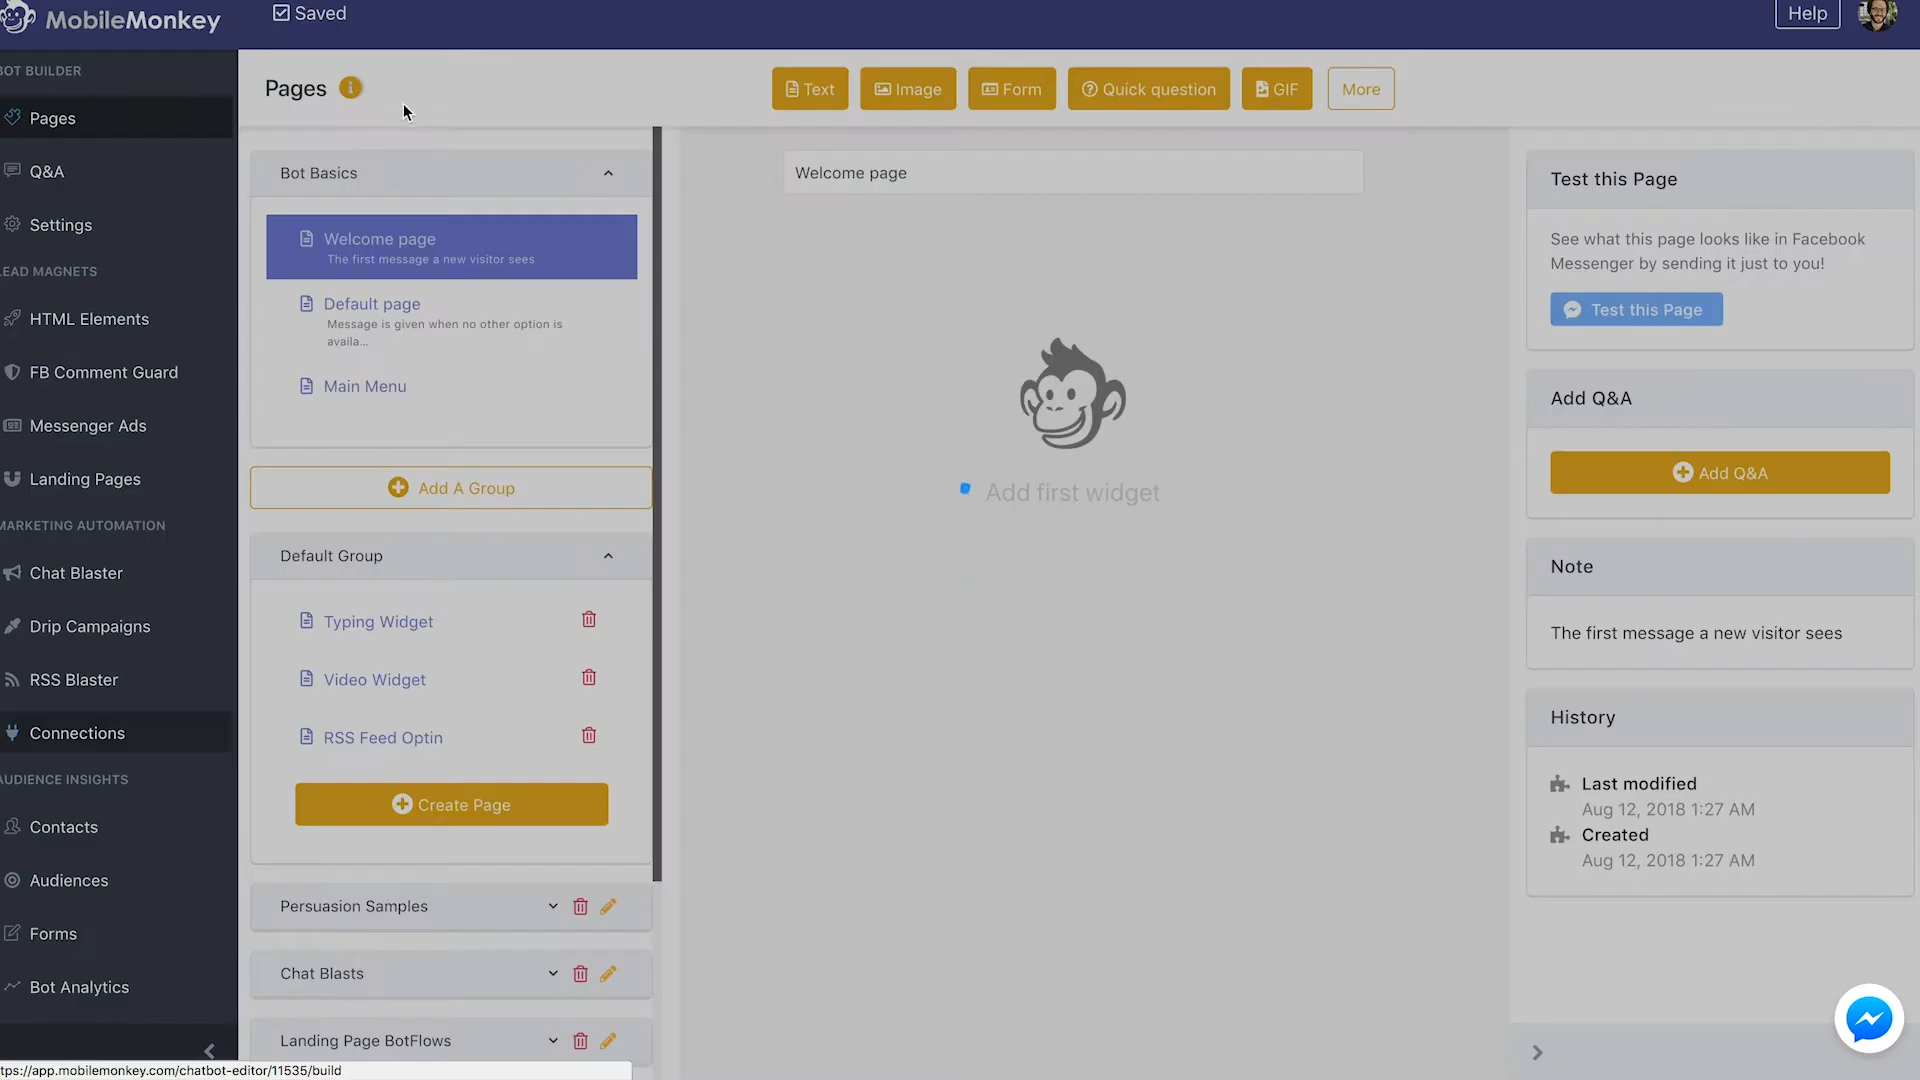 MobileMonkey
Saved
Help
BOT BUILDER
Pages
Q&A
Settings
LEAD MAGNETS
HTML Elements
FB Comment Guard
Messenger Ads
Landing Pages
MARKETING AUTOMATION
Chat Blaster
Drip Campaigns
RSS Blaster
Connections
AUDIENCE INSIGHTS
Contacts
Audiences
Forms
Bot Analytics
tps://app.mobilemonkey.com/chatbot-editor/11535/build
Pages
Text
Image
Form
Quick question
GIF
More
Bot Basics
Welcome page
The first message a new visitor sees
Default page
Message is given when no other option is
availa...
Main Menu
Add A Group
Default Group
Typing Widget
Video Widget
RSS Feed Optin
Create Page
Persuasion Samples
Chat Blasts
Landing Page BotFlows
Welcome page
Add first widget
Test this Page
See what this page looks like in Facebook
Messenger by sending it just to you!
Test this Page
Add Q&A
Add Q&A
Note
The first message a new visitor sees
History
Last modified
Aug 12, 2018 1:27 AM
Created
Aug 12, 2018 1:27 AM